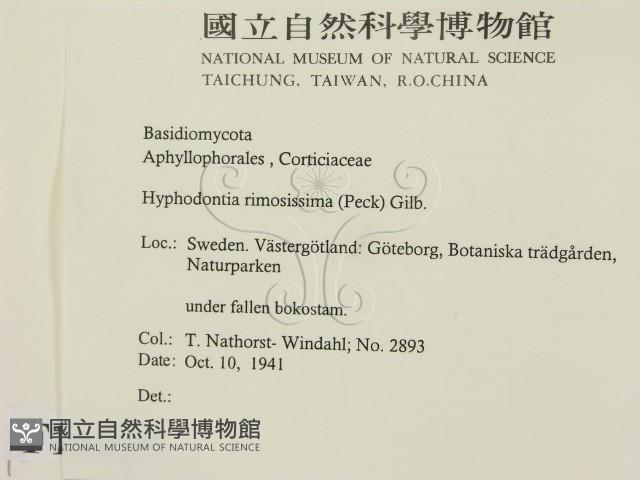 國立自然科學博物館
NATIONAL MUSEUM OF NATURAL SCIENCE
TAICHUNG, TAIWAN, R.O.CHINA
Basidiomycota
Aphyllophorales , Corticiaceae
Hyphodontia rimosissima (Peck) Gilb.
Loc.: Sweden. Västergötland: Göteborg, Botaniska trädgården,
Naturparken
under fallen bokostam.
Col.: T. Nathorst- Windahl; No. 2893
Date: Oct. 10, 1941
Det.:
國立自然科學博物館
NATIONAL MUSEUM OF NATURAL SCIENCE